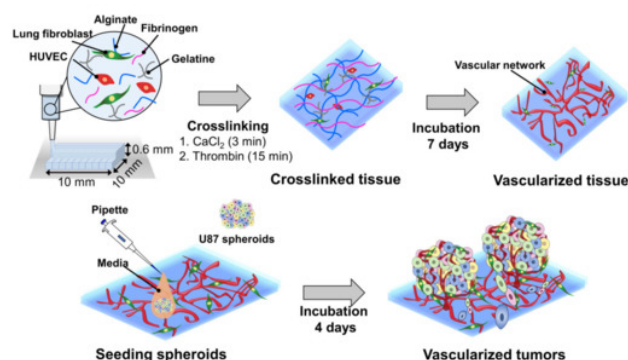 Alginate
Lung fibroblast
Fibrinogen
HUVEC
Gelatine
Crosslinking
1. CaCl₂ (3 min)
2. Thrombin (15 min)
0.6 mm
10 mm
10 mm
Crosslinked tissue
Incubation
7 days
Vascular network
Vascularized tissue
Pipette
U87 spheroids
Media
Seeding spheroids
Incubation
4 days
Vascularized tumors